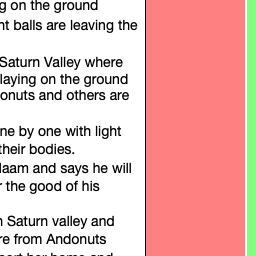 g on the ground
nt balls are leaving the
Saturn Valley where
laying on the ground
onuts and others are
ne by one with light
their bodies.
and says he will
r the good of his
n Saturn valley and
re from Andonuts